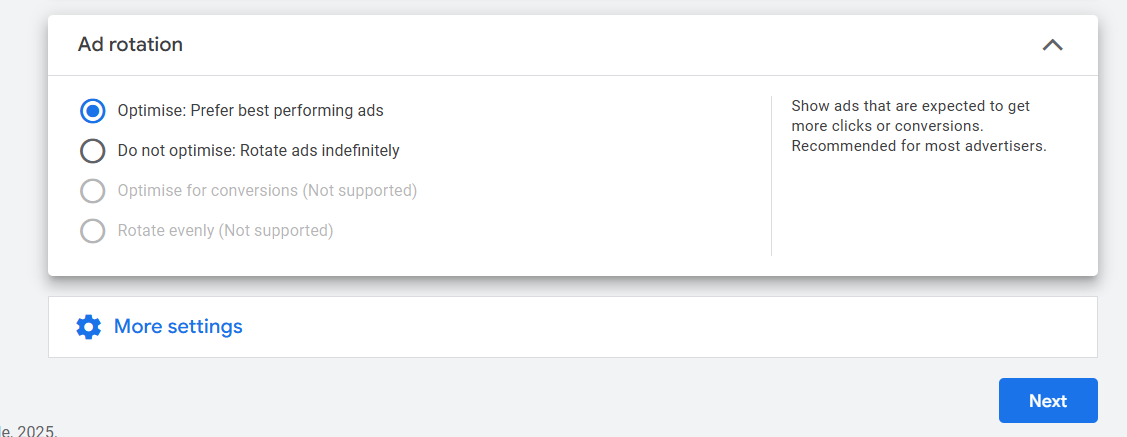 Ad rotation
Optimise: Prefer best performing ads
Do not optimise: Rotate ads indefinitely
Optimise for conversions (Not supported)
Rotate evenly (Not supported)
Show ads that are expected to get
more clicks or conversions.
Recommended for most advertisers.
More settings
Next
2025.